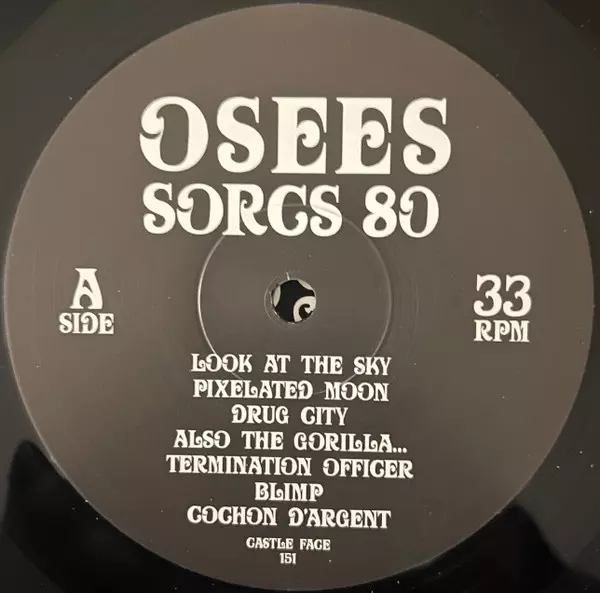 OSEES
SORCS 80
A
SIDE
33
RPM
LOOK AT THE SKY
PIXELATED MOON
DRUG CITY
ALSO THE GORILLA...
TERMINATION OFFICER
BLIMP
COCHON D'ARGENT
CASTLE FACE
151